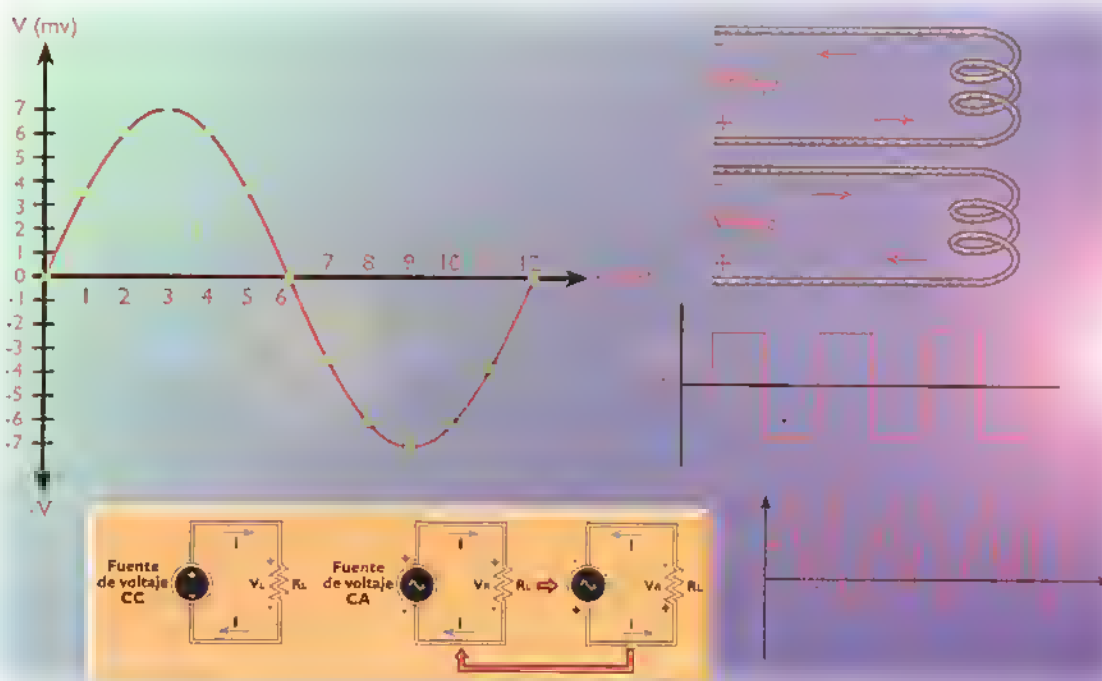 V (mv)
7
6
5
4
3
2
1
0
-1
-2
-3
-4
-5
-6
-7
-V
1 2 3 4 5 6
7 8 9 10 12
-
+
-
+
Fuente
de voltaje
CC
I
VL RL
I
Fuente
de voltaje
CA
I
VR RL
I
I
VR RL
I